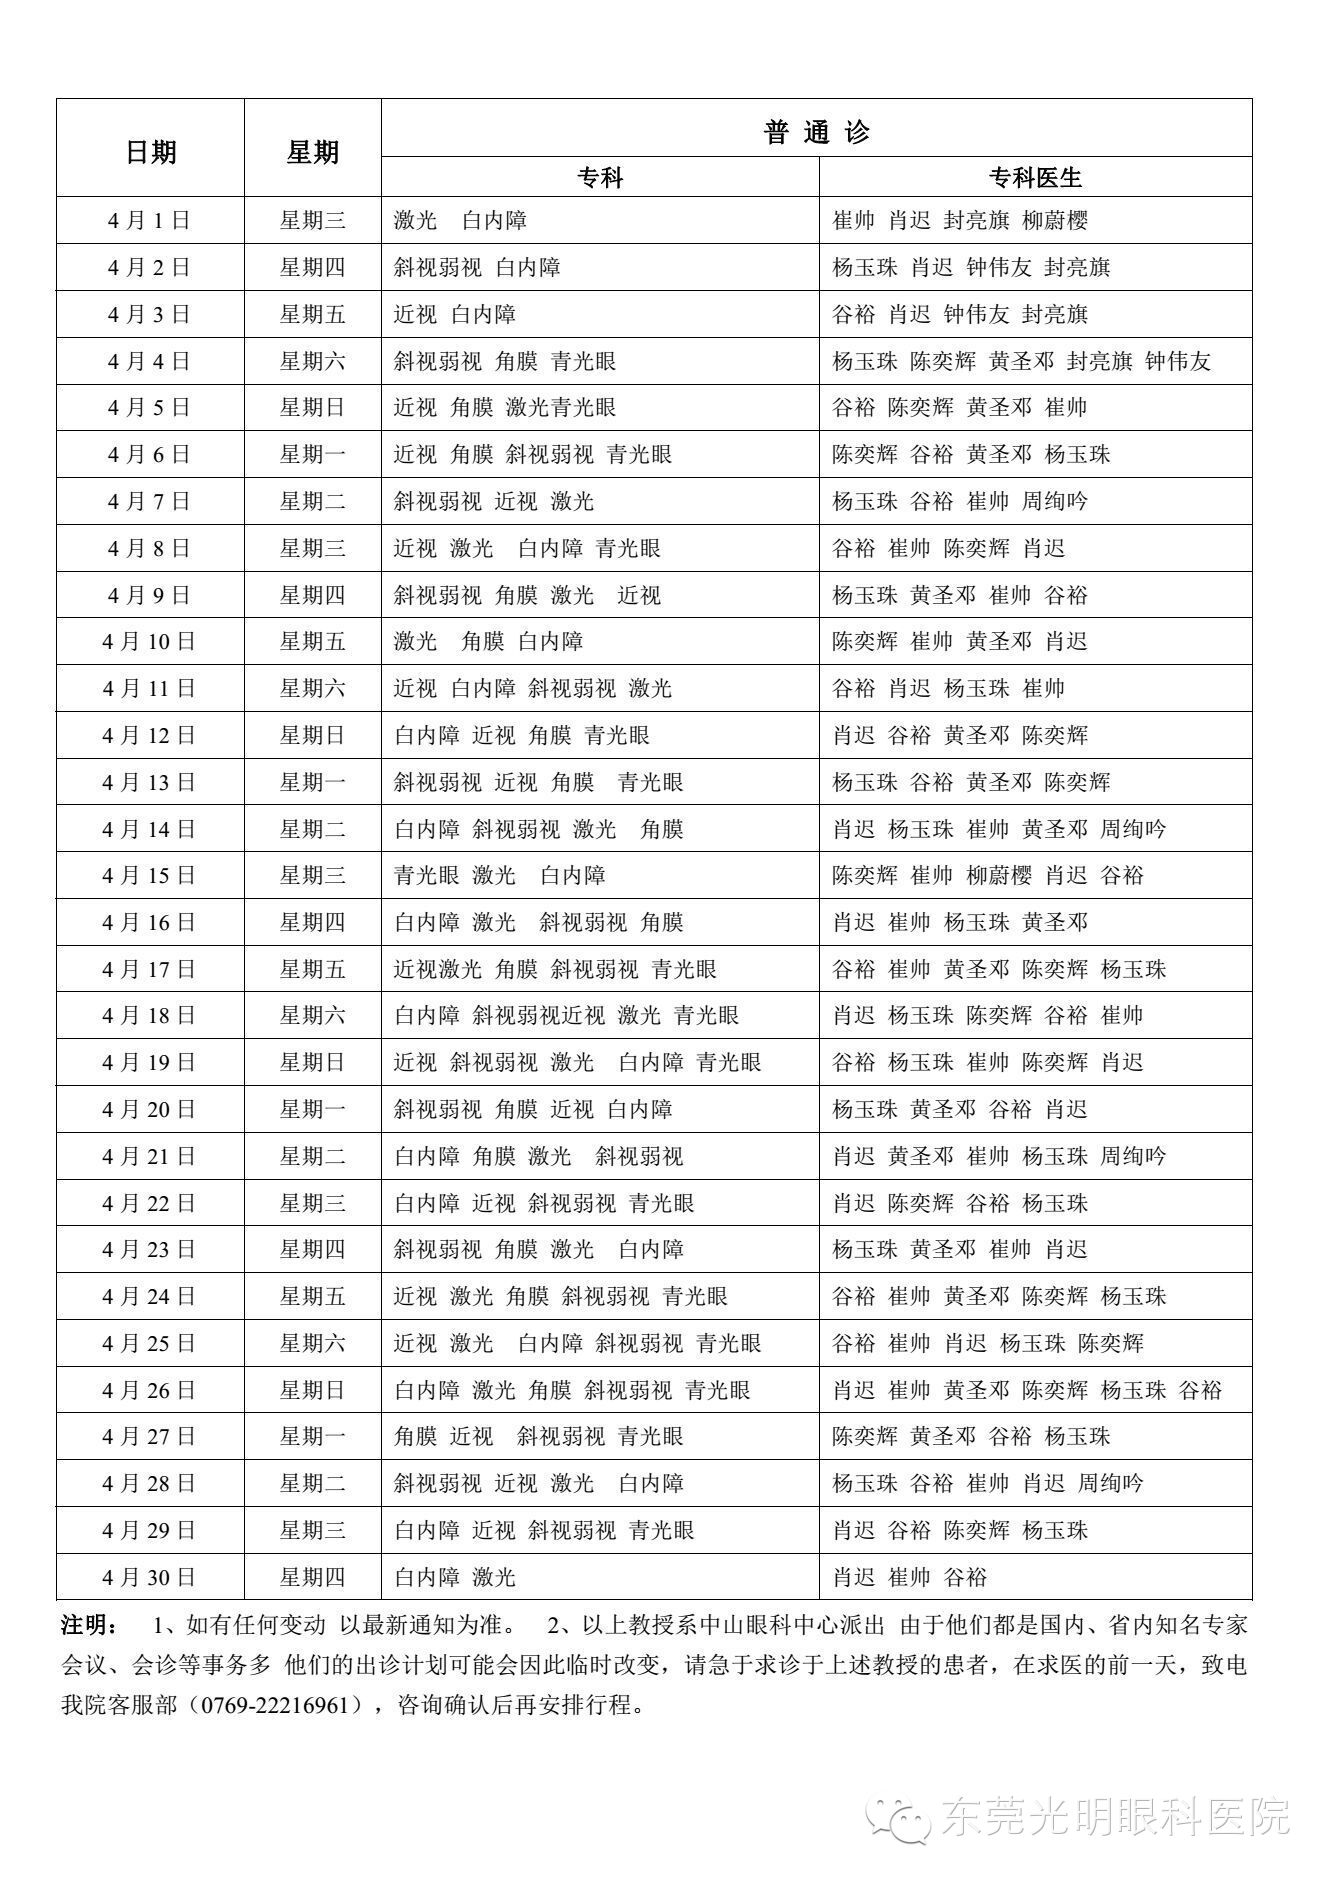 日期 星期 普 通 诊
专科 专科医生
4 月 1 日 星期三 激光 白内障 崔帅 肖迟 封亮旗 柳蔚樱
4 月 2 日 星期四 斜视弱视 白内障 杨玉珠 肖迟 钟伟友 封亮旗
4 月 3 日 星期五 近视 白内障 谷裕 肖迟 钟伟友 封亮旗
4 月 4 日 星期六 斜视弱视 角膜 青光眼 杨玉珠 陈奕辉 黄圣邓 封亮旗 钟伟友
4 月 5 日 星期日 近视 角膜 激光青光眼 谷裕 陈奕辉 黄圣邓 崔帅
4 月 6 日 星期一 近视 角膜 斜视弱视 青光眼 陈奕辉 谷裕 黄圣邓 杨玉珠
4 月 7 日 星期二 斜视弱视 近视 激光 杨玉珠 谷裕 崔帅 周绚吟
4 月 8 日 星期三 近视 激光 白内障 青光眼 谷裕 崔帅 陈奕辉 肖迟
4 月 9 日 星期四 斜视弱视 角膜 激光 近视 杨玉珠 黄圣邓 崔帅 谷裕
4 月 10 日 星期五 激光 角膜 白内障 陈奕辉 崔帅 黄圣邓 肖迟
4 月 11 日 星期六 近视 白内障 斜视弱视 激光 谷裕 肖迟 杨玉珠 崔帅
4 月 12 日 星期日 白内障 近视 角膜 青光眼 肖迟 谷裕 黄圣邓 陈奕辉
4 月 13 日 星期一 斜视弱视 近视 角膜 青光眼 杨玉珠 谷裕 黄圣邓 陈奕辉
4 月 14 日 星期二 白内障 斜视弱视 激光 角膜 肖迟 杨玉珠 崔帅 黄圣邓 周绚吟
4 月 15 日 星期三 青光眼 激光 白内障 陈奕辉 崔帅 柳蔚樱 肖迟 谷裕
4 月 16 日 星期四 白内障 激光 斜视弱视 角膜 肖迟 崔帅 杨玉珠 黄圣邓
4 月 17 日 星期五 近视激光 角膜 斜视弱视 青光眼 谷裕 崔帅 黄圣邓 陈奕辉 杨玉珠
4 月 18 日 星期六 白内障 斜视弱视近视 激光 青光眼 肖迟 杨玉珠 陈奕辉 谷裕 崔帅
4 月 19 日 星期日 近视 斜视弱视 激光 白内障 青光眼 谷裕 杨玉珠 崔帅 陈奕辉 肖迟
4 月 20 日 星期一 斜视弱视 角膜 近视 白内障 杨玉珠 黄圣邓 谷裕 肖迟
4 月 21 日 星期二 白内障 角膜 激光 斜视弱视 肖迟 黄圣邓 崔帅 杨玉珠 周绚吟
4 月 22 日 星期三 白内障 近视 斜视弱视 青光眼 肖迟 陈奕辉 谷裕 杨玉珠
4 月 23 日 星期四 斜视弱视 角膜 激光 白内障 杨玉珠 黄圣邓 崔帅 肖迟
4 月 24 日 星期五 近视 激光 角膜 斜视弱视 青光眼 谷裕 崔帅 黄圣邓 陈奕辉 杨玉珠
4 月 25 日 星期六 近视 激光 白内障 斜视弱视 青光眼 谷裕 崔帅 肖迟 杨玉珠 陈奕辉
4 月 26 日 星期日 白内障 激光 角膜 斜视弱视 青光眼 肖迟 崔帅 黄圣邓 陈奕辉 杨玉珠 谷裕
4 月 27 日 星期一 角膜 近视 斜视弱视 青光眼 陈奕辉 黄圣邓 谷裕 杨玉珠
4 月 28 日 星期二 斜视弱视 近视 激光 白内障 杨玉珠 谷裕 崔帅 肖迟 周绚吟
4 月 29 日 星期三 白内障 近视 斜视弱视 青光眼 肖迟 谷裕 陈奕辉 杨玉珠
4 月 30 日 星期四 白内障 激光 肖迟 崔帅 谷裕
注明： 1、如有任何变动 以最新通知为准。 2、以上教授系中山眼科中心派出 由于他们都是国内、省内知名专家
会议、会诊等事务多 他们的出诊计划可能会因此临时改变，请急于求诊于上述教授的患者，在求医的前一天，致电
我院客服部（0769-22216961），咨询确认后再安排行程。
东莞光明眼科医院